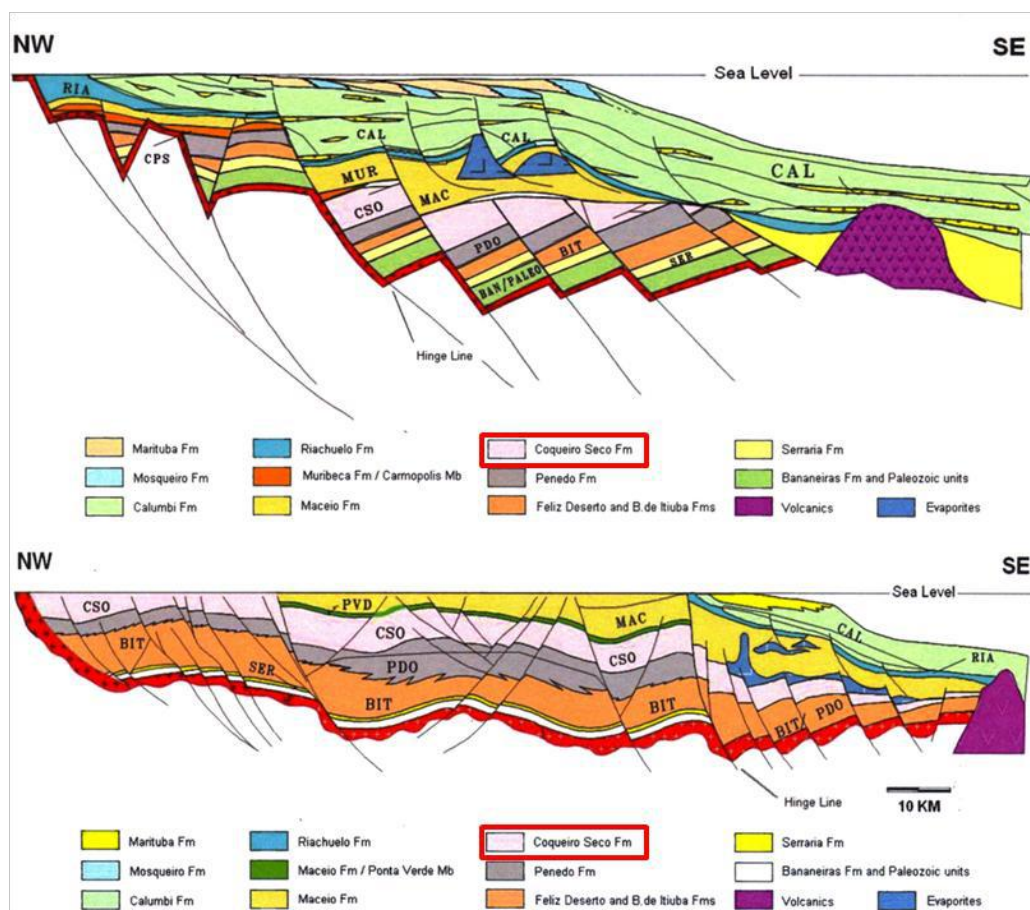 NW SE
Sea Level
RIA
CPS
CAL
CAL
CAL
MUR
MAC
CSO
PDO
BIT
SER
BAN/PALEO
Hinge Line
Marituba Fm
Mosqueiro Fm
Calumbi Fm
Riachuelo Fm
Muribeca Fm / Carmopolis Mb
Maceio Fm
Coqueiro Seco Fm
Penedo Fm
Feliz Deserto and B. de Itiuba Fms
Serraria Fm
Bananeiras Fm and Paleozoic units
Volcanics
Evaporites
NW SE
Sea Level
CSO
PVD
MAC
CAL
CSO
CSO
RIA
BIT
SER
PDO
BIT
BIT
BIT/PDO
Hinge Line
10 KM
Marituba Fm
Mosqueiro Fm
Calumbi Fm
Riachuelo Fm
Maceio Fm / Ponta Verde Mb
Maceio Fm
Coqueiro Seco Fm
Penedo Fm
Feliz Deserto and B. de Itiuba Fms
Serraria Fm
Bananeiras Fm and Paleozoic units
Volcanics
Evaporites